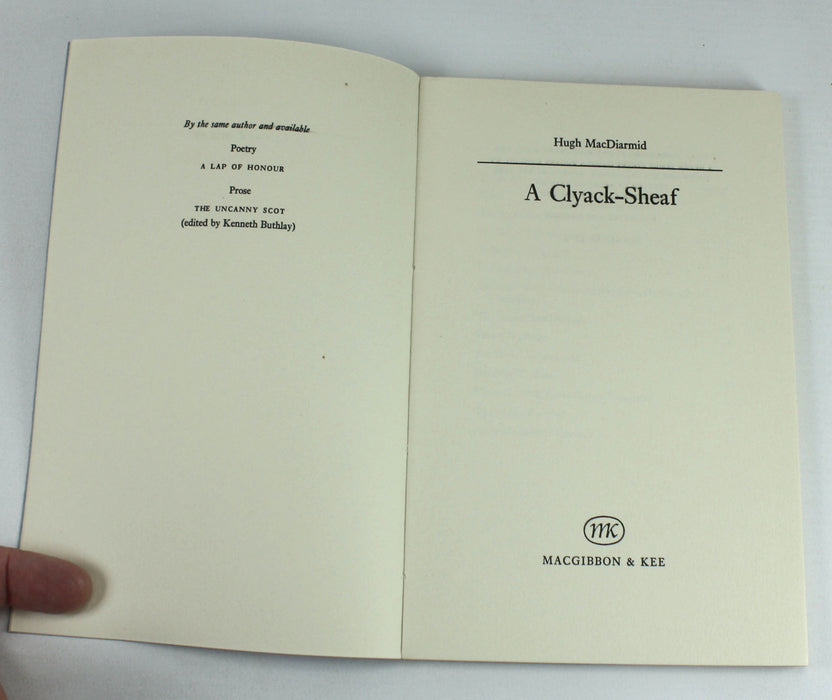 By the same author and available
Poetry
A LAP OF HONOUR
Prose
THE UNCANNY SCOT
(edited by Kenneth Buthlay)
Hugh MacDiarmid
A Clyack-Sheaf
MK
MACGIBBON & KEE